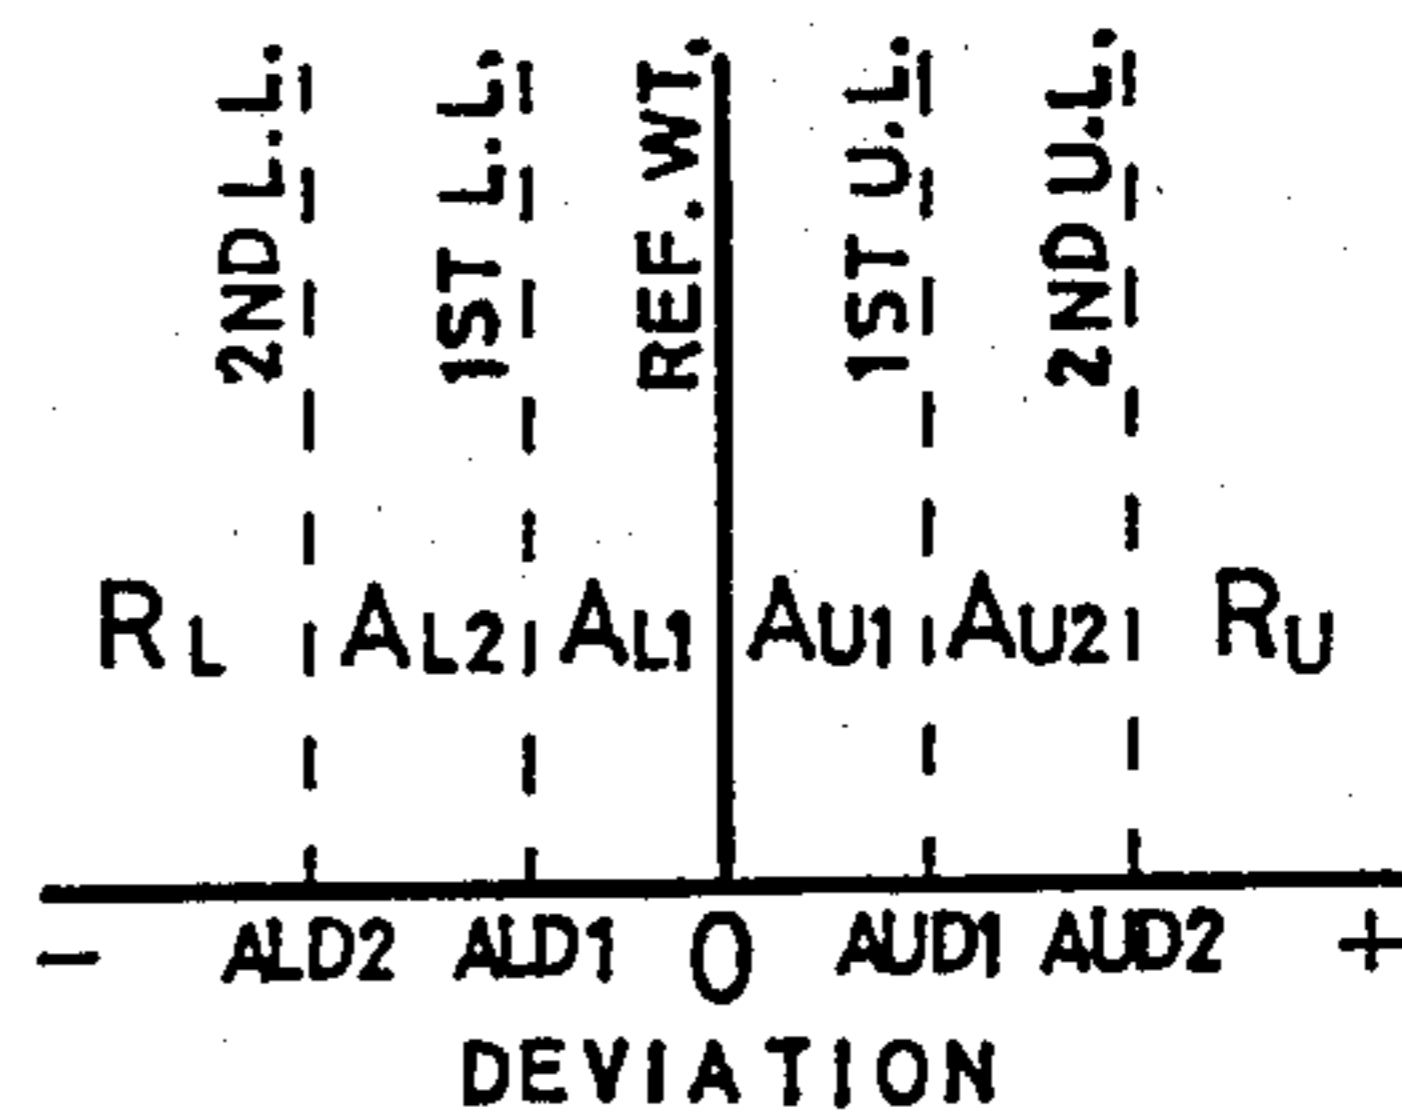 2ND L.L.
1ST L.L.
REF. WT.
1ST U.L.
2ND U.L.
RL AL2 AL1 AU1 AU2 RU
- ALD2 ALD1 0 AUD1 AUD2 +
DEVIATION